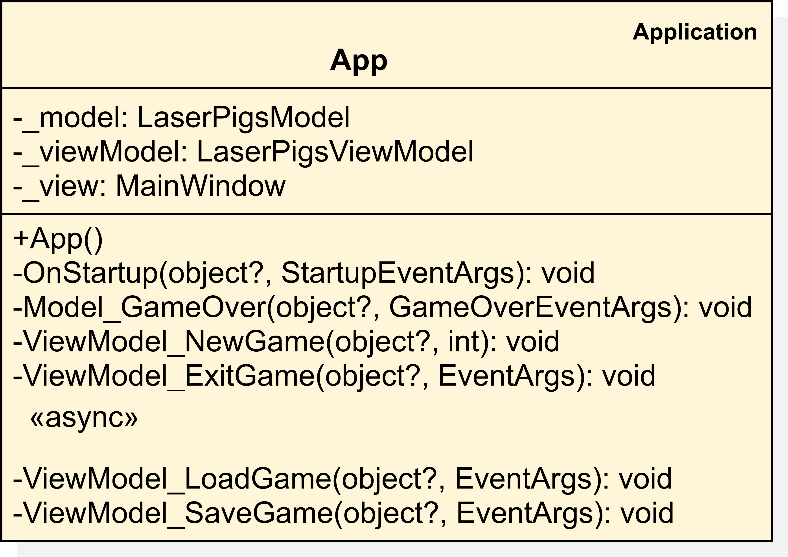 Application
App
-_model: LaserPigsModel
-_viewModel: LaserPigsViewModel
-_view: MainWindow
+App()
-OnStartup(object?, StartupEventArgs): void
-Model_GameOver(object?, GameOverEventArgs): void
-ViewModel_NewGame(object?, int): void
-ViewModel_ExitGame(object?, EventArgs): void
«async»
-ViewModel_LoadGame(object?, EventArgs): void
-ViewModel_SaveGame(object?, EventArgs): void